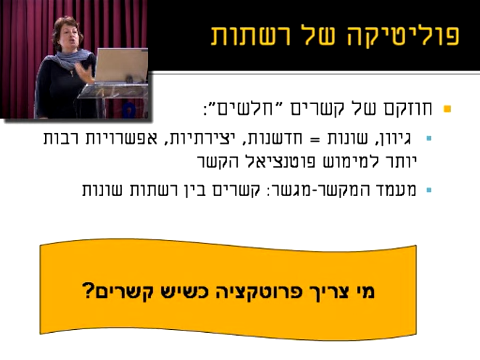 פוליטיקה של רשתות
חוזקם של קשרים "חלשים":
גיוון, שונות = חדשנות, יצירתיות, אפשרויות רבות
יותר למימוש פוטנציאל הקשר
מעמד המקשר-מגשר: קשרים בין רשתות שונות
מי צריך פרוטקציה כשיש קשרים?